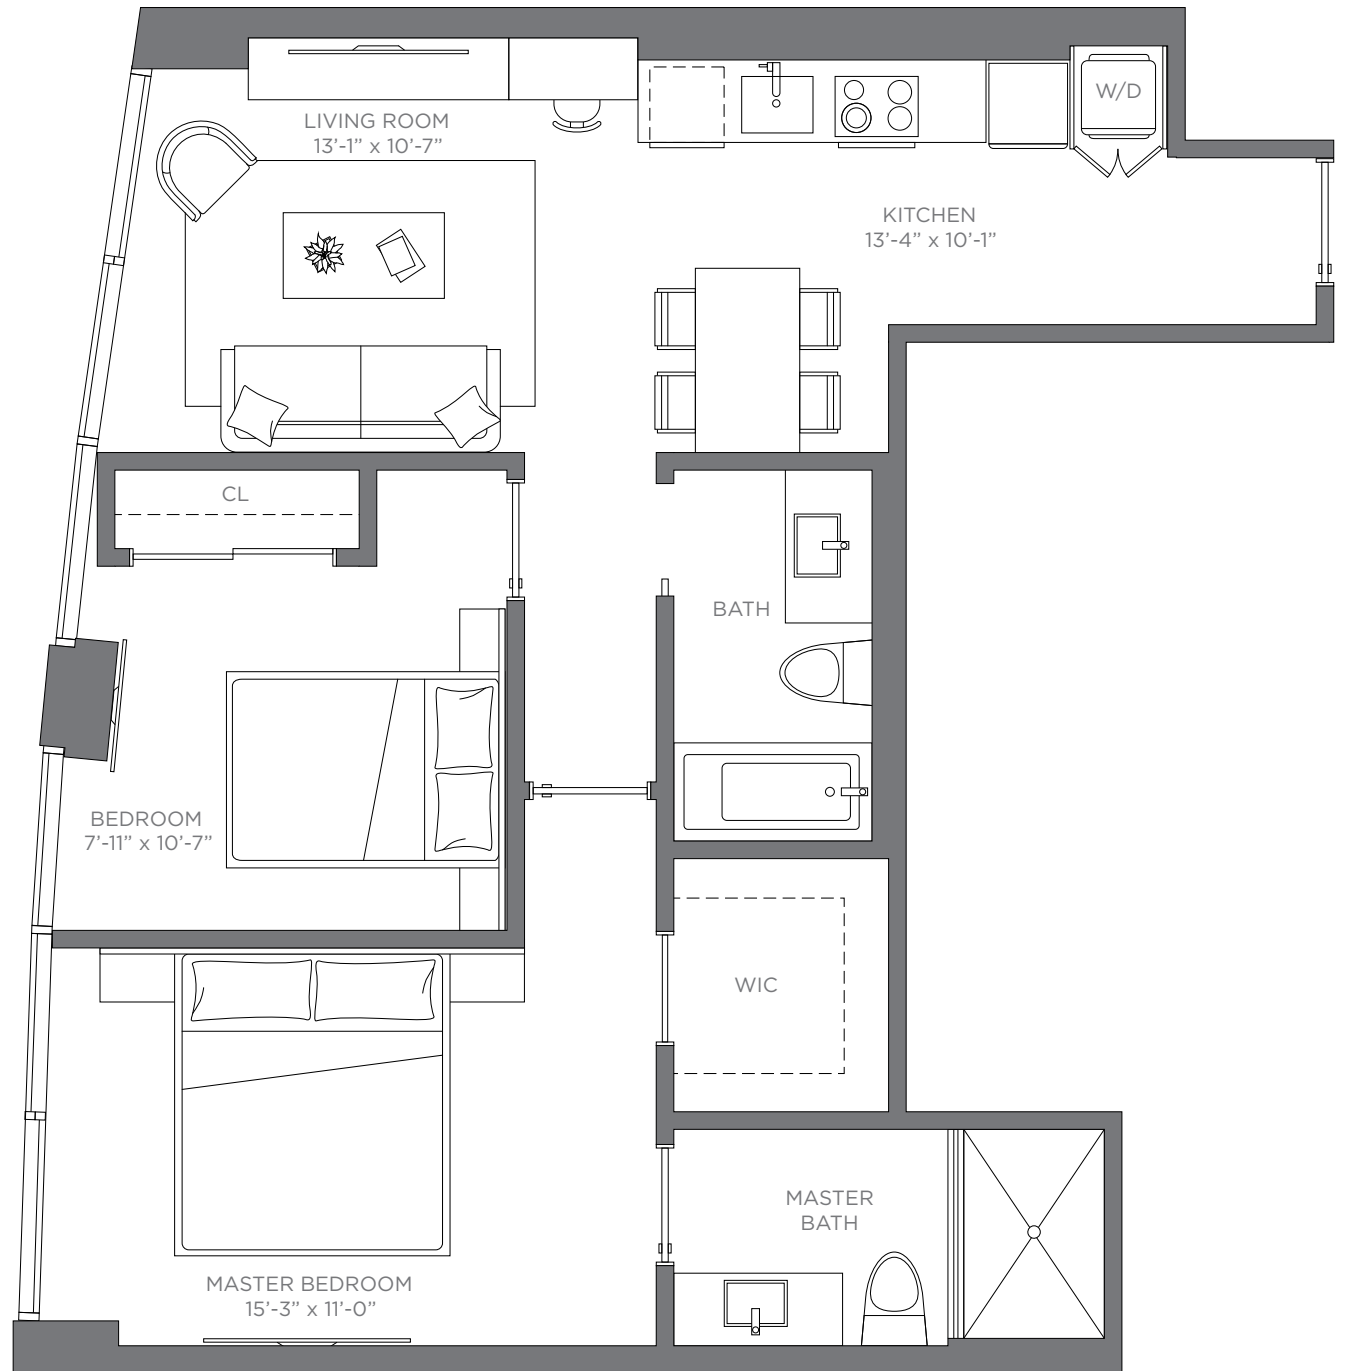 W/D
LIVING ROOM
13’-1” x 10’-7”
KITCHEN
13’-4” x 10’-1”
CL
BATH
BEDROOM
7’-11” x 10’-7”
WIC
MASTER
BATH
MASTER BEDROOM
15’-3” x 11’-0”